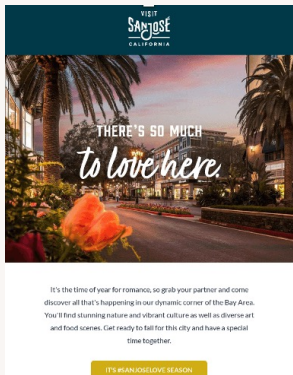 VISIT
SAN JOSE
CALIFORNIA
THERE'S SO MUCH
to love here.
It's the time of year for romance, so grab your partner and come
discover all that's happening in our dynamic corner of the Bay Area.
You'll find stunning nature and vibrant culture as well as diverse art
and food scenes. Get ready to fall for this city and have a special
time together.
IT'S #SANJOSELOVE SEASON